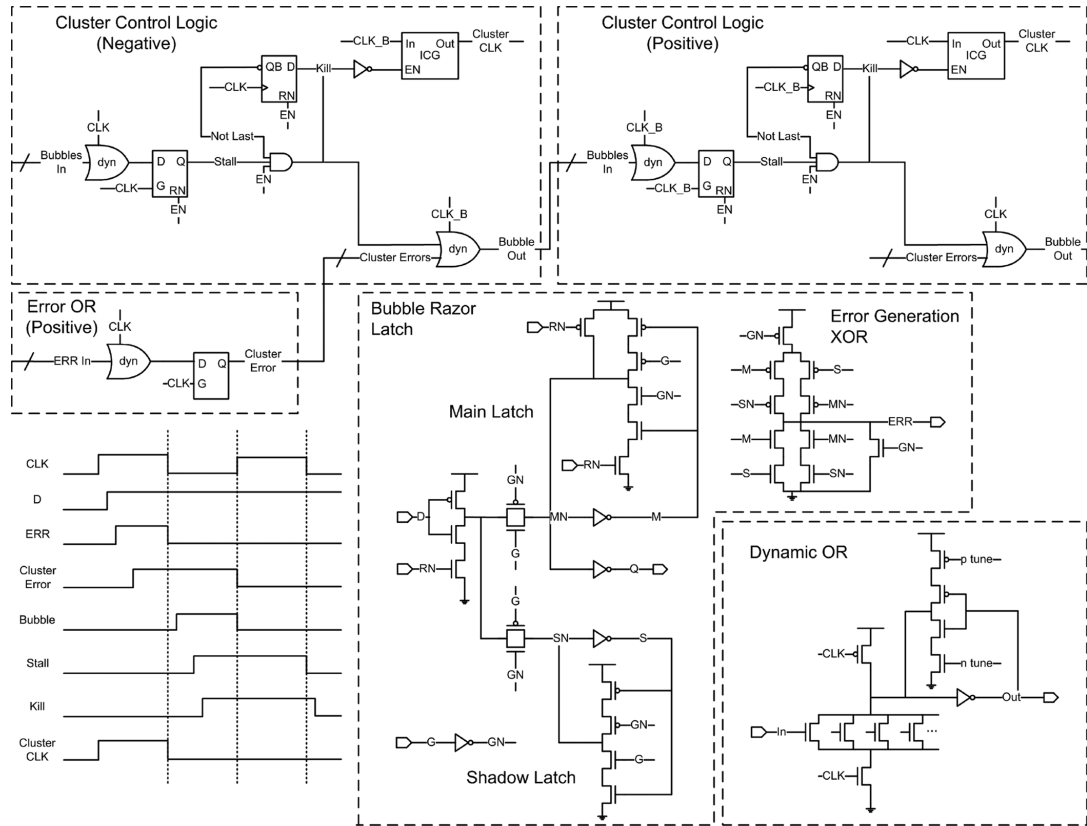 Cluster Control Logic
(Negative)
CLK_B
In
Out
ICG
EN
Cluster
CLK
QB
D
RN
CLK
EN
Kill
Not Last
CLK
Bubbles
In
dyn
D
Q
G
RN
CLK
EN
Stall
EN
CLK_B
dyn
Bubble
Out
Cluster Errors
Cluster Control Logic
(Positive)
CLK
In
Out
ICG
EN
Cluster
CLK
QB
D
RN
CLK_B
EN
Kill
Not Last
CLK_B
Bubbles
In
dyn
D
Q
G
RN
CLK_B
EN
Stall
EN
CLK
dyn
Bubble
Out
Cluster Errors
Error OR
(Positive)
CLK
ERR In
dyn
D
Q
G
CLK
Cluster
Error
Bubble Razor
Latch
RN
G
GN
RN
Main Latch
D
RN
GN
G
MN
M
Q
G
GN
SN
S
GN
G
G
GN
Shadow Latch
Error Generation
XOR
GN
M
S
SN
MN
ERR
M
MN
GN
S
SN
Dynamic OR
p tune
n tune
CLK
Out
In
...
CLK
CLK
D
ERR
Cluster
Error
Bubble
Stall
Kill
Cluster
CLK